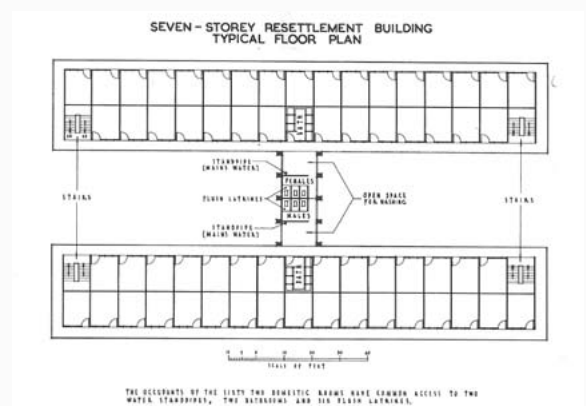 SEVEN - STOREY RESETTLEMENT BUILDING
TYPICAL FLOOR PLAN
BATH
STANDPIPE
(MAINS WATER)
FEMALES
FLUSH LATRINES
MALES
STANDPIPE
(MAINS WATER)
OPEN SPACE
FOR WASHING
STAIRS
STAIRS
BATH
SCALE OF FEET
THE OCCUPANTS OF THE SIXTY TWO DOMESTIC ROOMS HAVE COMMON ACCESS TO TWO
WATER STANDPIPES, TWO BATHROOMS AND SIX FLUSH LATRINES.